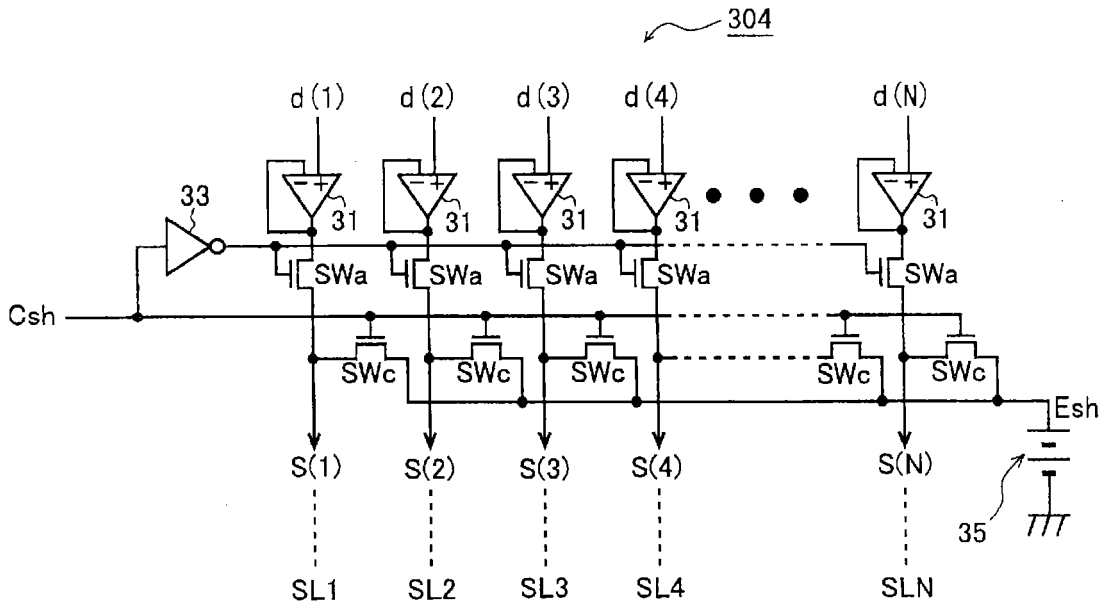 304
d(1) d(2) d(3) d(4) d(N)
- + - + - + - + - +
33 31 31 31 31 31
SWa SWa SWa SWa SWa
Csh
SWc SWc SWc SWc SWc
Esh
S(1) S(2) S(3) S(4) S(N)
35
SL1 SL2 SL3 SL4 SLN